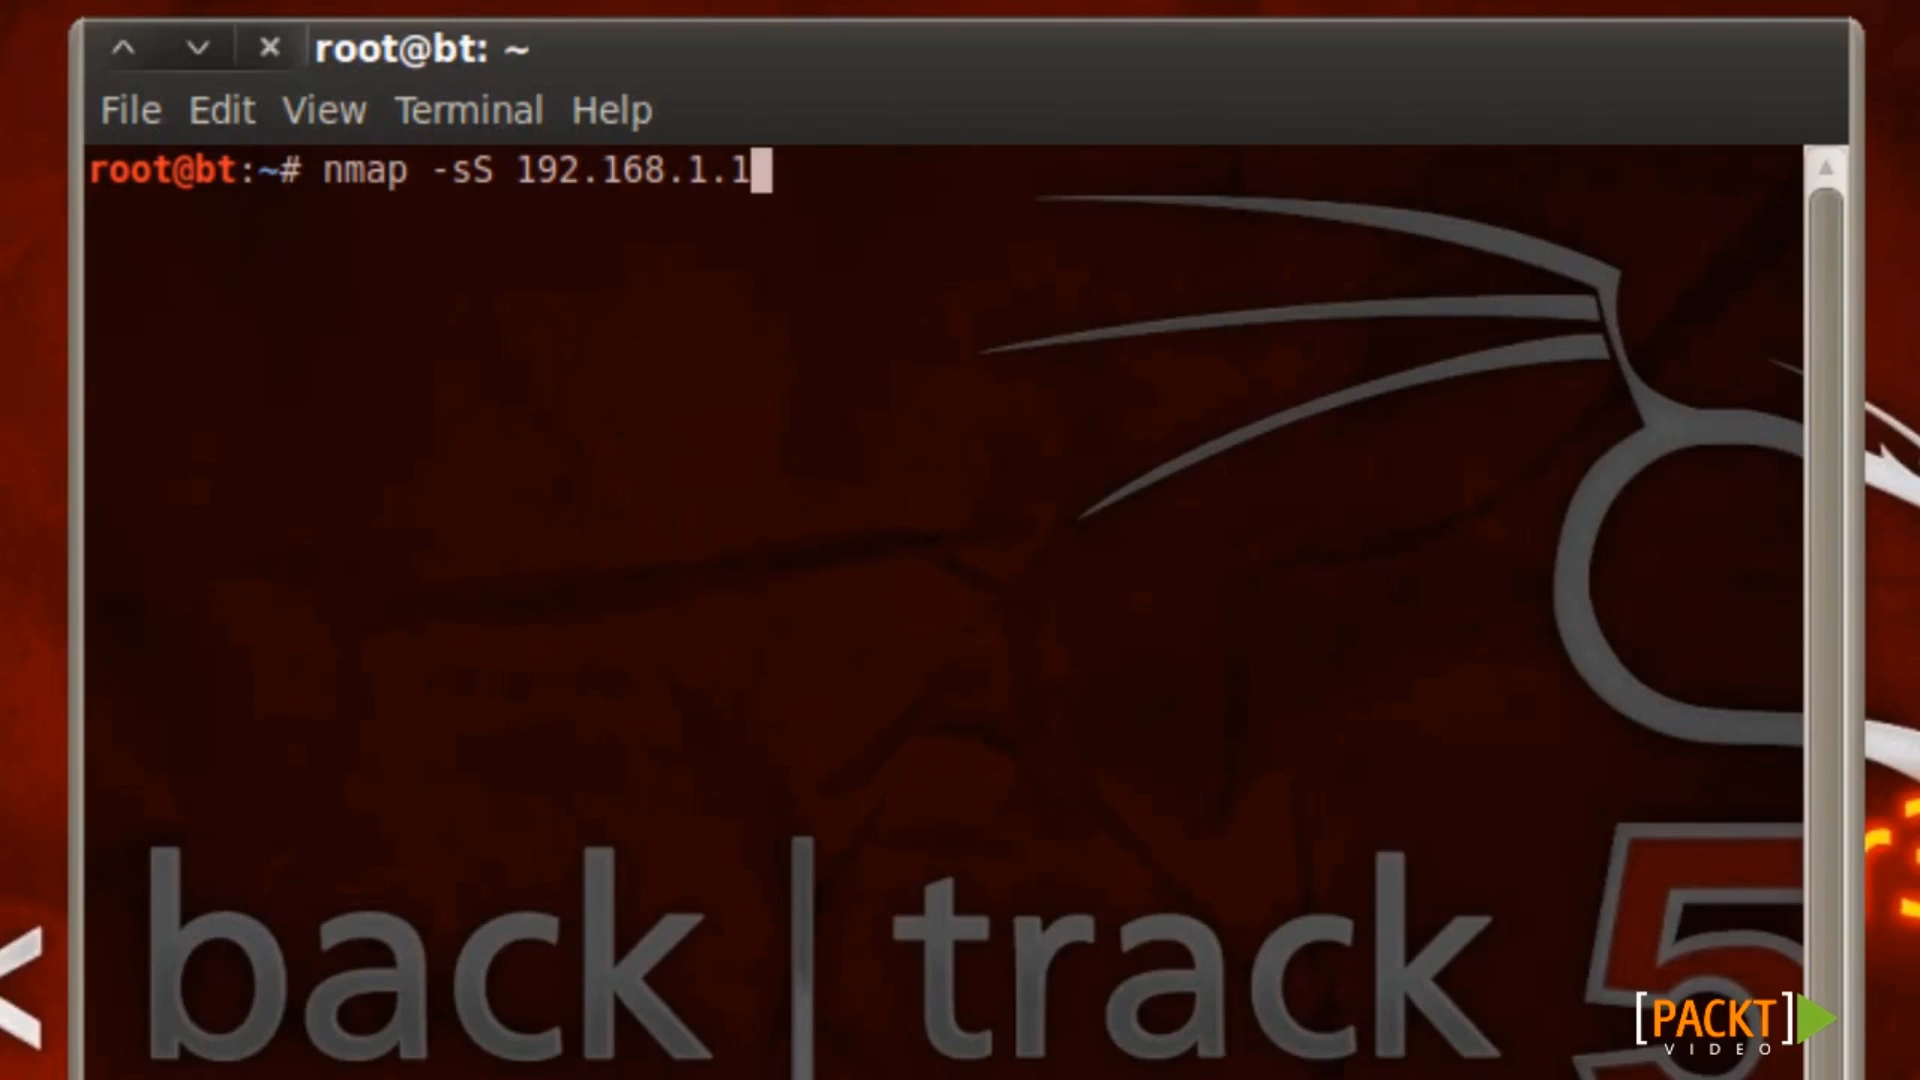 root@bt: ~
File Edit View Terminal Help
root@bt:~# nmap -sS 192.168.1.1
back | track 5
[PACKT]
VIDEO